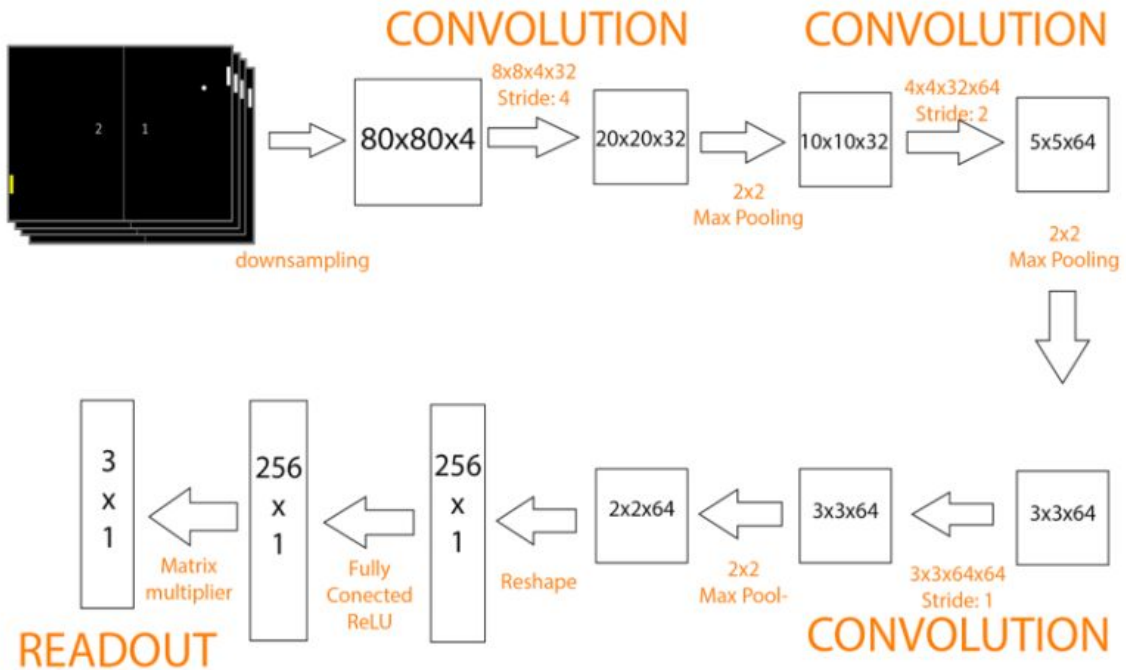 CONVOLUTION
CONVOLUTION
8x8x4x32
Stride: 4
4x4x32x64
Stride: 2
2
1
80x80x4
20x20x32
10x10x32
5x5x64
2x2
Max Pooling
downsampling
2x2
Max Pooling
3x3x64
3x3x64x64
Stride: 1
CONVOLUTION
3x3x64
2x2
Max Pool-
2x2x64
Reshape
256
x
1
Fully
Conected
ReLU
256
x
1
Matrix
multiplier
3
x
1
READOUT